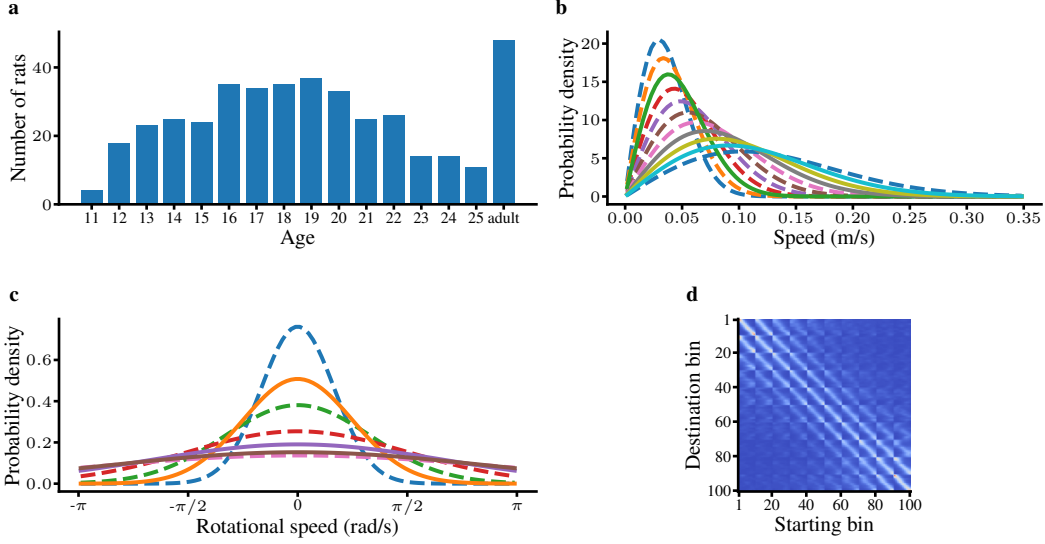 a
Number of rats
40
20
0
11 12 13 14 15 16 17 18 19 20 21 22 23 24 25 adult
Age
b
Probability density
20
15
10
5
0
0.00 0.05 0.10 0.15 0.20 0.25 0.30 0.35
Speed (m/s)
c
Probability density
0.6
0.4
0.2
0.0
-π -π/2 0 π/2 π
Rotational speed (rad/s)
d
Destination bin
1
20
40
60
80
100
1 20 40 60 80 100
Starting bin